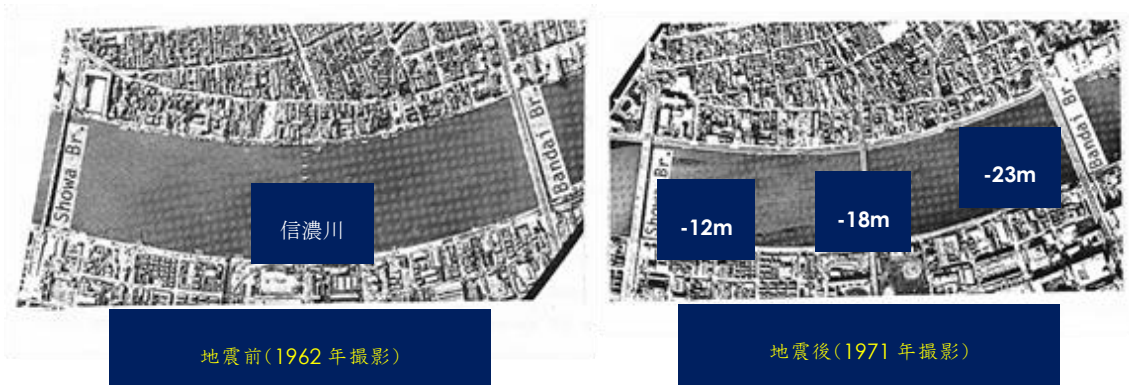 Showa Br.
Bandai Br.
信濃川
地震前(1962 年撮影)
Showa Br.
-12m
-18m
-23m
Bandai Br.
地震後(1971 年撮影)